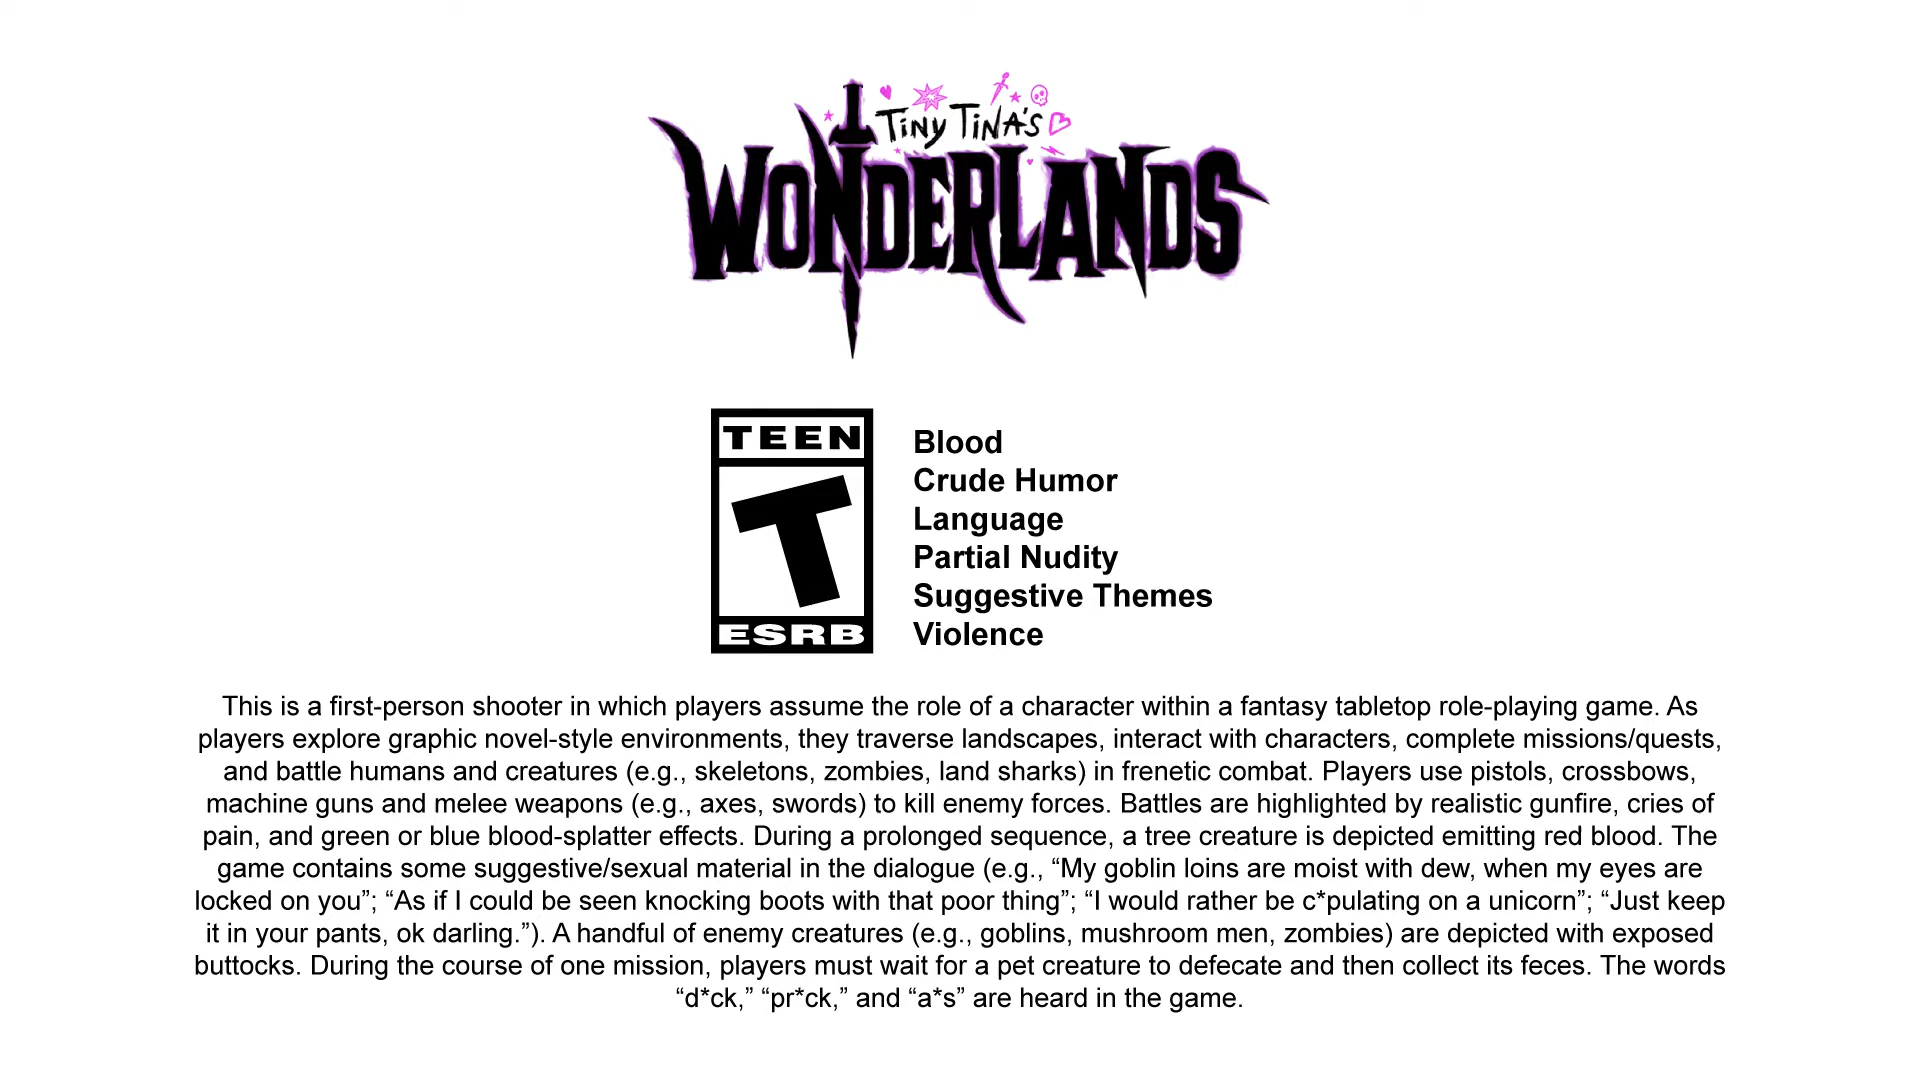 TINY TINA'S
WONDERLANDS
TEEN
T
ESRB
Blood
Crude Humor
Language
Partial Nudity
Suggestive Themes
Violence
This is a first-person shooter in which players assume the role of a character within a fantasy tabletop role-playing game. As
players explore graphic novel-style environments, they traverse landscapes, interact with characters, complete missions/quests,
and battle humans and creatures (e.g., skeletons, zombies, land sharks) in frenetic combat. Players use pistols, crossbows,
machine guns and melee weapons (e.g., axes, swords) to kill enemy forces. Battles are highlighted by realistic gunfire, cries of
pain, and green or blue blood-splatter effects. During a prolonged sequence, a tree creature is depicted emitting red blood. The
game contains some suggestive/sexual material in the dialogue (e.g., “My goblin loins are moist with dew, when my eyes are
locked on you”; “As if I could be seen knocking boots with that poor thing”; “I would rather be c*pulating on a unicorn”; “Just keep
it in your pants, ok darling.”). A handful of enemy creatures (e.g., goblins, mushroom men, zombies) are depicted with exposed
buttocks. During the course of one mission, players must wait for a pet creature to defecate and then collect its feces. The words
“d*ck,” “pr*ck,” and “a*s” are heard in the game.